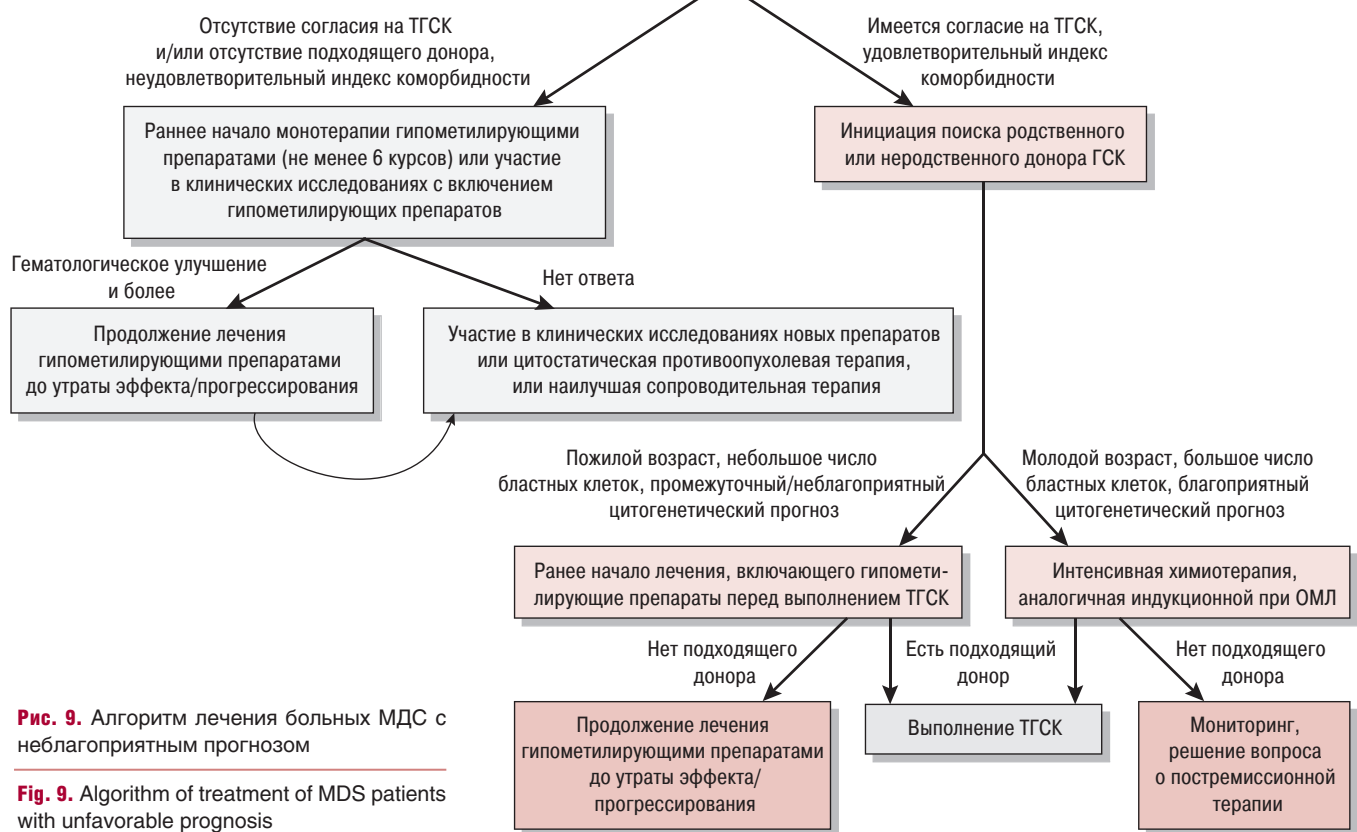 Отсутствие согласия на ТГСК
и/или отсутствие подходящего донора,
неудовлетворительный индекс коморбидности
Имеется согласие на ТГСК,
удовлетворительный индекс
коморбидности
Раннее начало монотерапии гипометилирующими
препаратами (не менее 6 курсов) или участие
в клинических исследованиях с включением
гипометилирующих препаратов
Инициация поиска родственного
или неродственного донора ГСК
Гематологическое улучшение
и более
Нет ответа
Продолжение лечения
гипометилирующими препаратами
до утраты эффекта/прогрессирования
Участие в клинических исследованиях новых препаратов
или цитостатическая противоопухолевая терапия,
или наилучшая сопроводительная терапия
Пожилой возраст, небольшое число
бластных клеток, промежуточный/неблагоприятный
цитогенетический прогноз
Молодой возраст, большое число
бластных клеток, благоприятный
цитогенетический прогноз
Ранее начало лечения, включающего гипомети-
лирующие препараты перед выполнением ТГСК
Интенсивная химиотерапия,
аналогичная индукционной при ОМЛ
Нет подходящего
донора
Есть подходящий
донор
Нет подходящего
донора
Продолжение лечения
гипометилирующими препаратами
до утраты эффекта/
прогрессирования
Выполнение ТГСК
Мониторинг,
решение вопроса
о постремиссионной
терапии
Рис. 9. Алгоритм лечения больных МДС с
неблагоприятным прогнозом
Fig. 9. Algorithm of treatment of MDS patients
with unfavorable prognosis